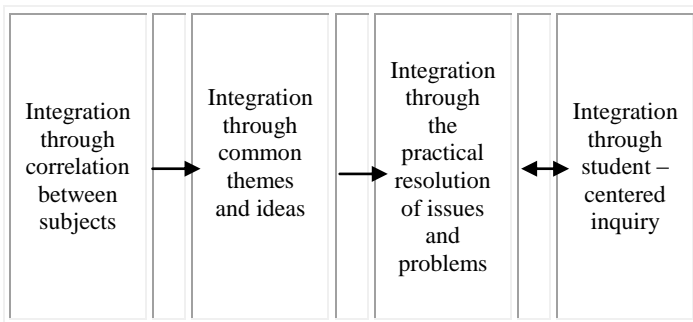 Integration
through
correlation
between
subjects
Integration
through
common
themes
and ideas
Integration
through
the
practical
resolution
of issues
and
problems
Integration
through
student –
centered
inquiry